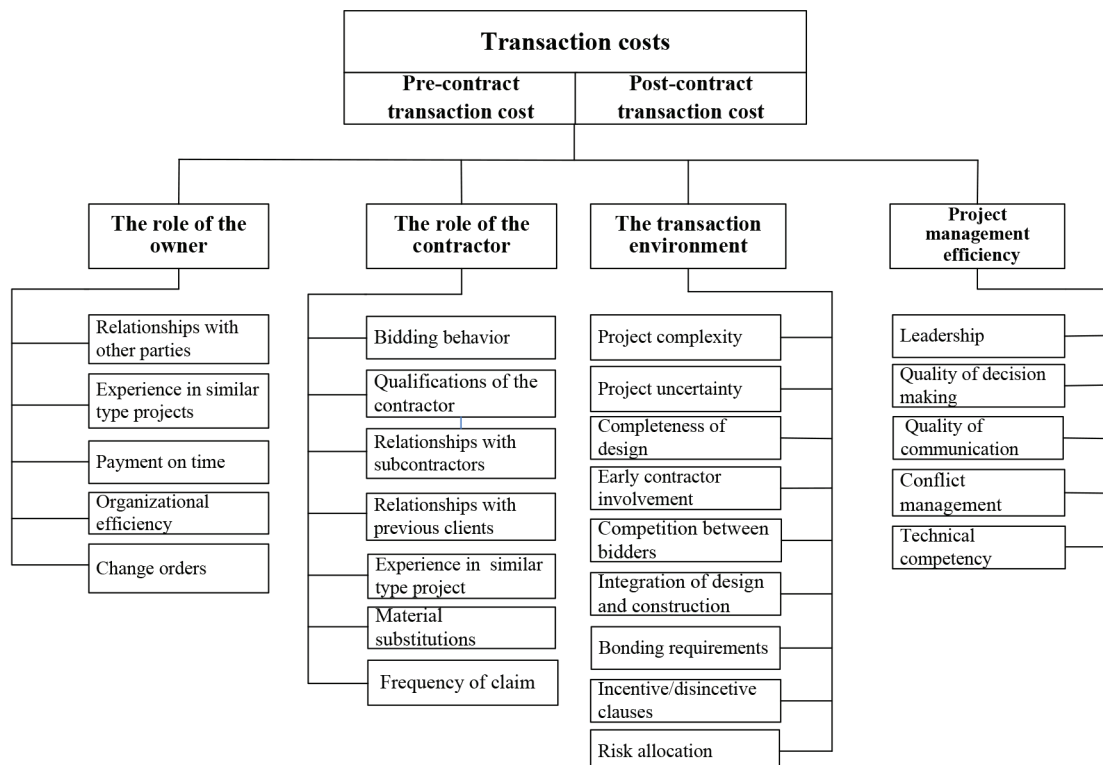 Transaction costs
Pre-contract
transaction cost
Post-contract
transaction cost
The role of the
owner
Relationships with
other parties
Experience in similar
type projects
Payment on time
Organizational
efficiency
Change orders
The role of the
contractor
Bidding behavior
Qualifications of the
contractor
Relationships with
subcontractors
Relationships with
previous clients
Experience in similar
type project
Material
substitutions
Frequency of claim
The transaction
environment
Project complexity
Project uncertainty
Completeness of
design
Early contractor
involvement
Competition between
bidders
Integration of design
and construction
Bonding requirements
Incentive/disincetive
clauses
Risk allocation
Project
management
efficiency
Leadership
Quality of decision
making
Quality of
communication
Conflict
management
Technical
competency